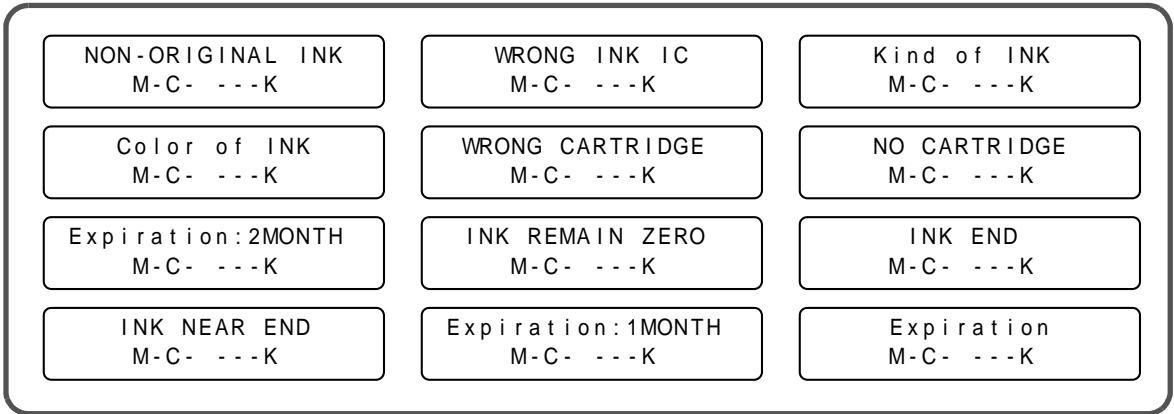 NON-ORIGINAL INK
M-C- ---K
WRONG INK IC
M-C- ---K
Kind of INK
M-C- ---K
Color of INK
M-C- ---K
WRONG CARTRIDGE
M-C- ---K
NO CARTRIDGE
M-C- ---K
Expiration:2MONTH
M-C- ---K
INK REMAIN ZERO
M-C- ---K
INK END
M-C- ---K
INK NEAR END
M-C- ---K
Expiration:1MONTH
M-C- ---K
Expiration
M-C- ---K